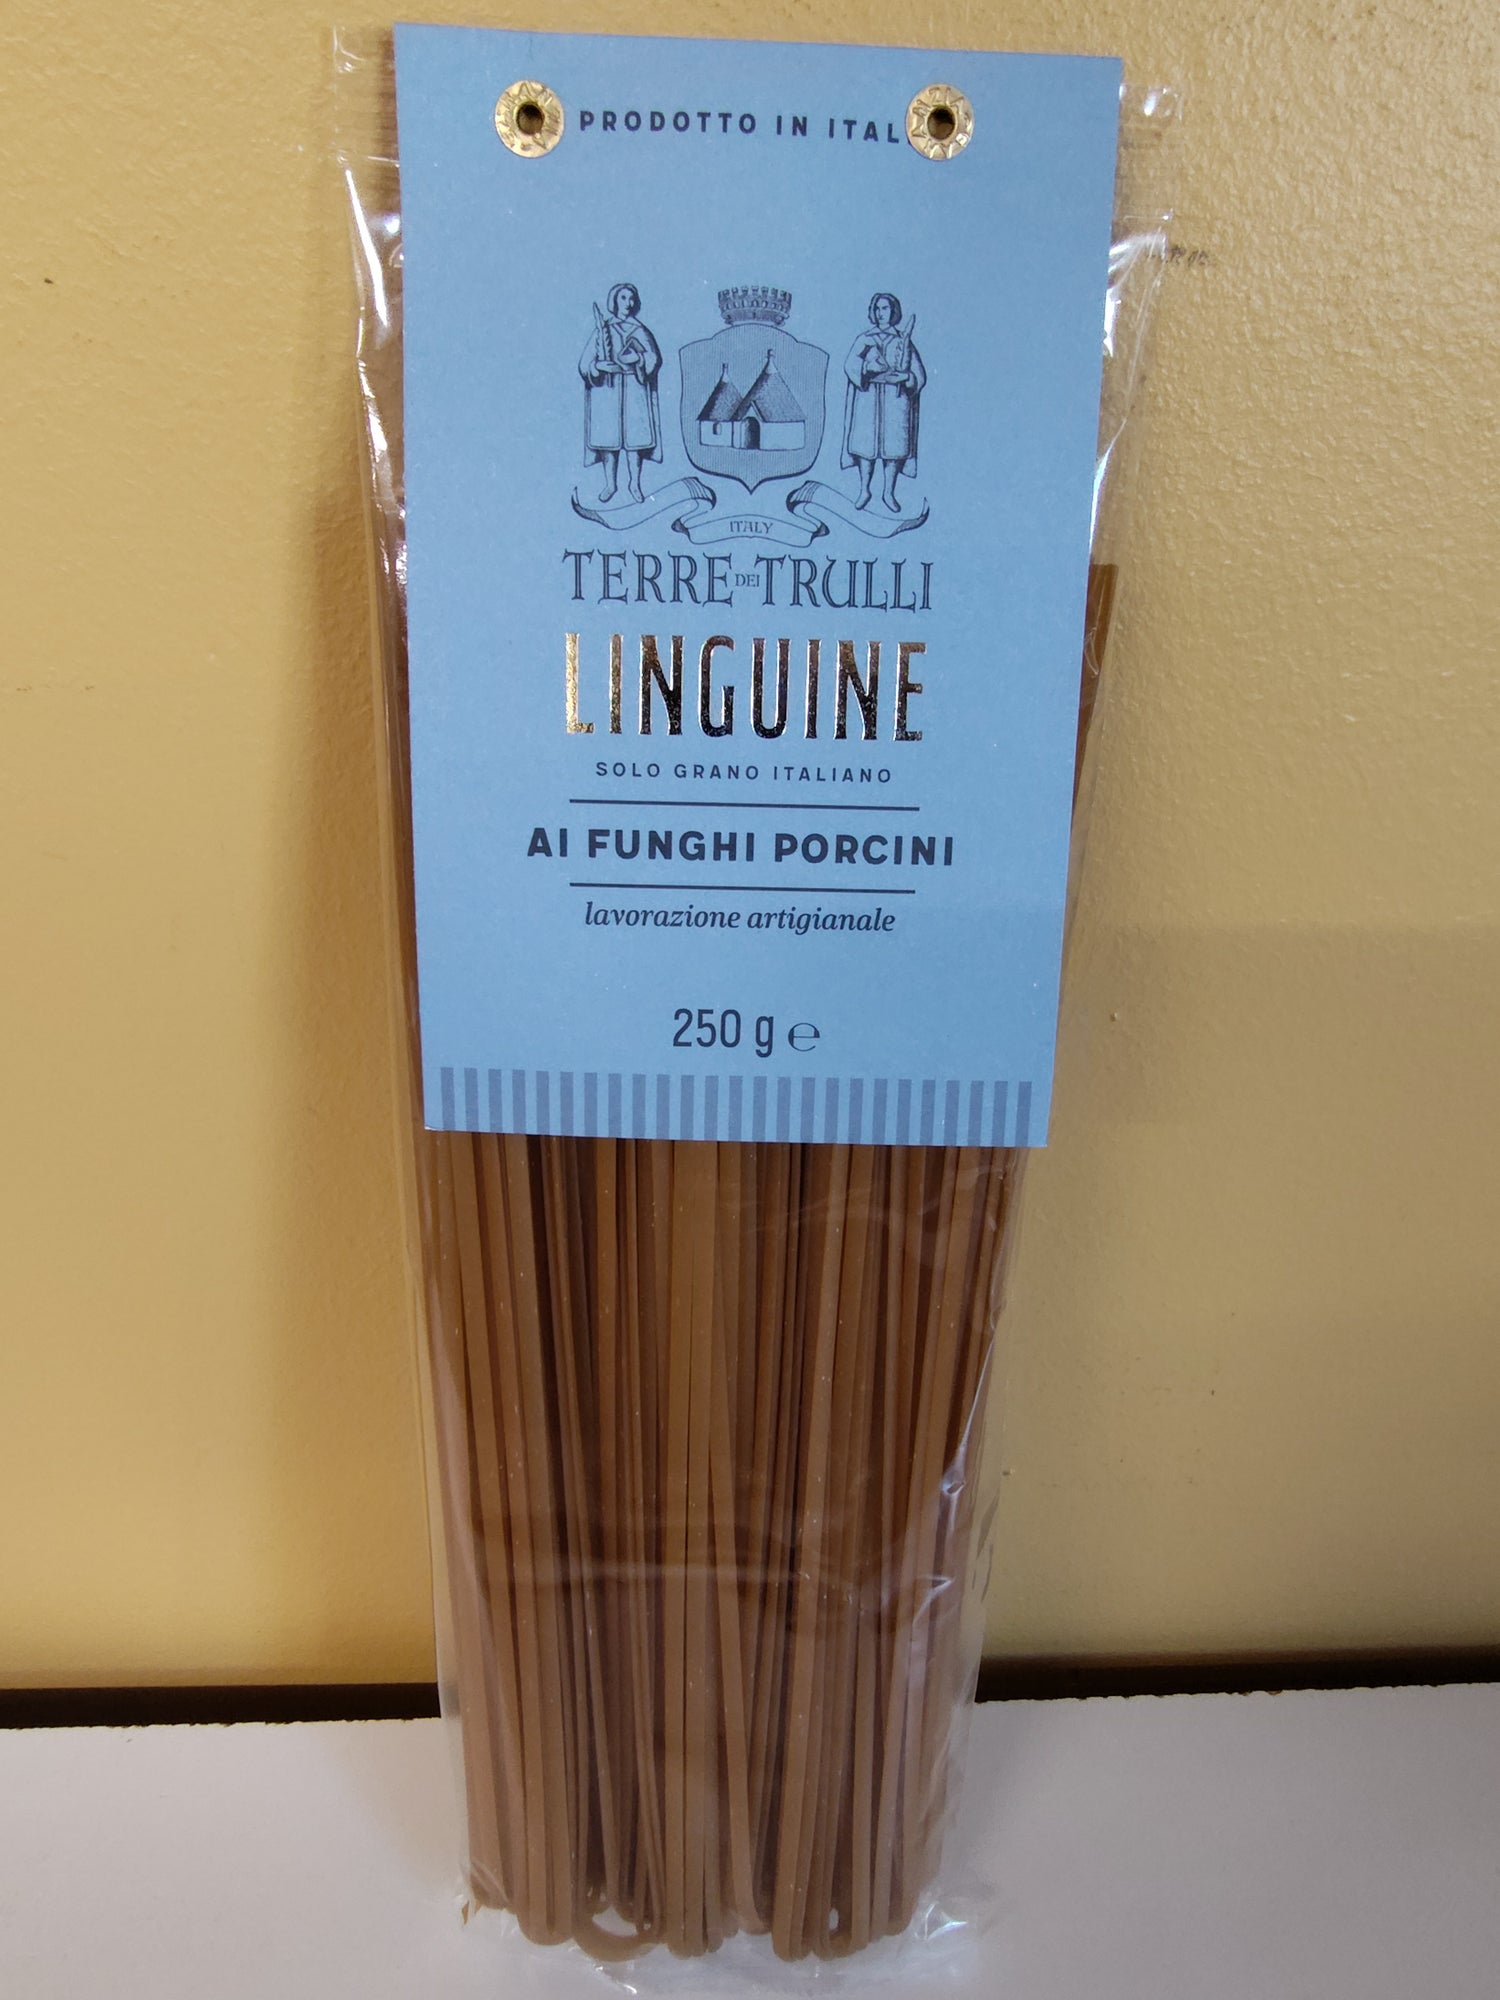 PRODOTTO IN ITAL
ITALY
TERRE DEI TRULLI
LINGUINE
SOLO GRANO ITALIANO
AI FUNGHI PORCINI
lavorazione artigianale
250 g ℮